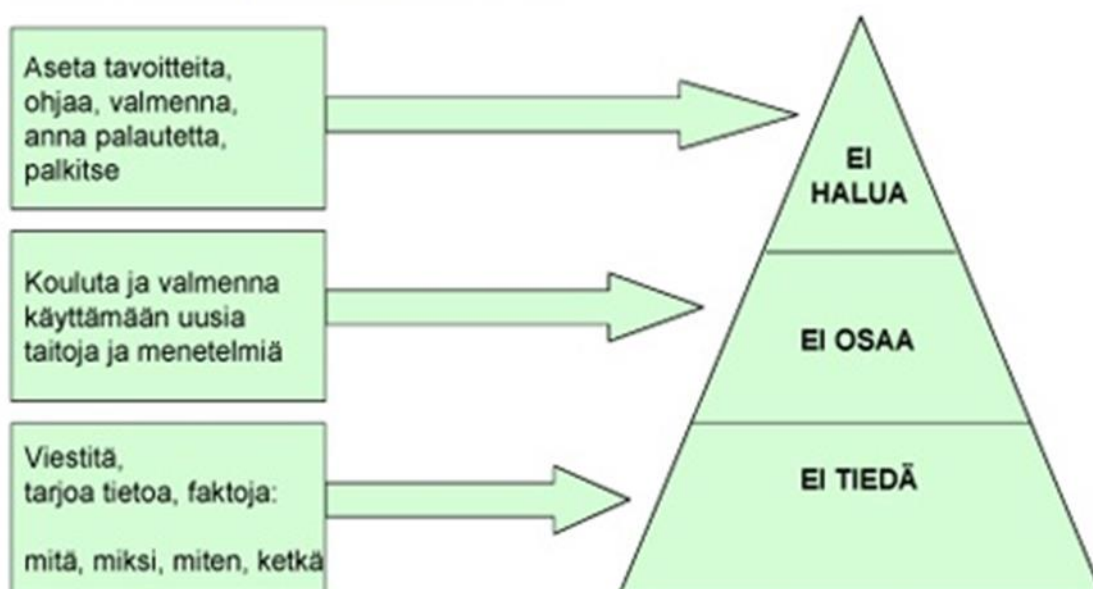 Aseta tavoitteita,
ohjaa, valmenna,
anna palautetta,
palkitse
EI
HALUA
Kouluta ja valmenna
käyttämään uusia
taitoja ja menetelmiä
EI OSAA
Viestitä,
tarjoa tietoa, faktoja:
mitä, miksi, miten, ketkä
EI TIEDÄ